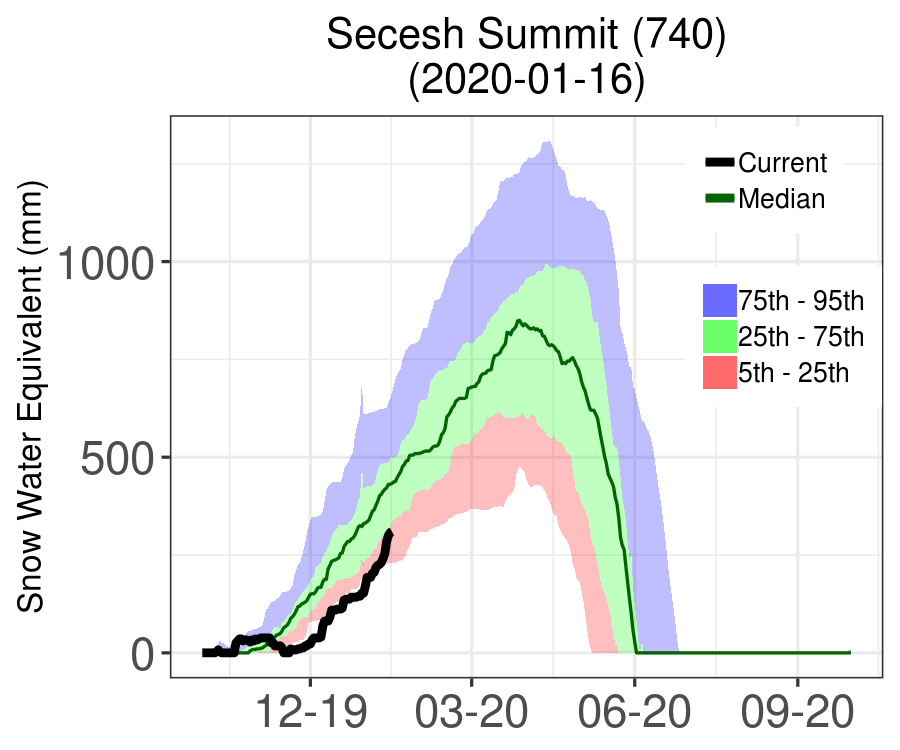 Secesh Summit (740)
(2020-01-16)
Snow Water Equivalent (mm)
1000
500
0
Current
Median
75th - 95th
25th - 75th
5th - 25th
12-19 03-20 06-20 09-20